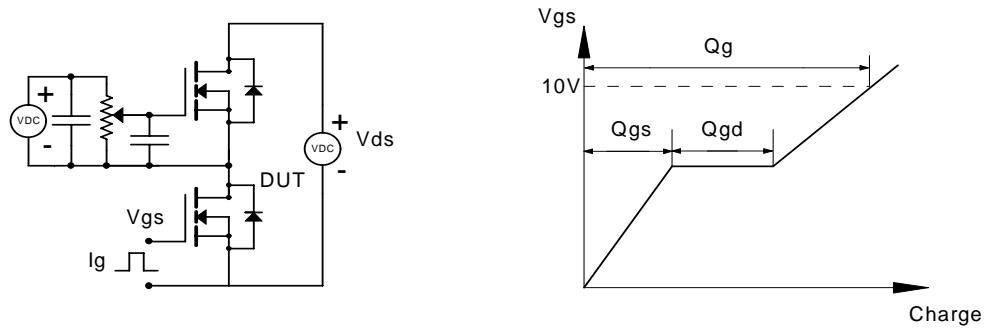 +
VDC
-
+
VDC
-
Vds
DUT
Vgs
Ig
Vgs
Qg
10V
Qgs
Qgd
Charge